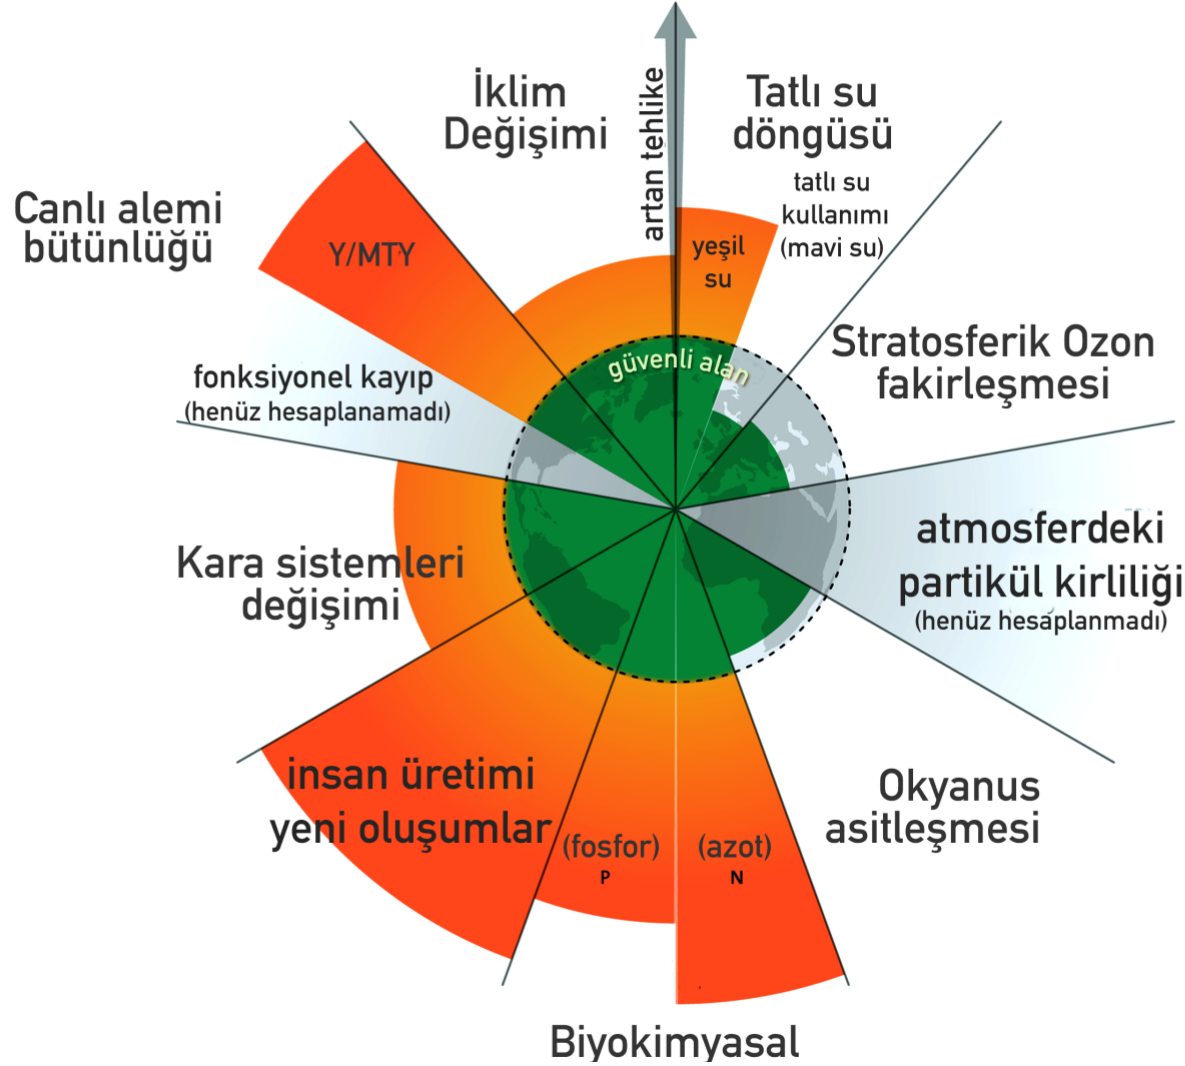 İklim
Değişimi
artan tehlike
Tatlı su
döngüsü
tatlı su
kullanımı
(mavi su)
yeşil
su
Canlı alemi
bütünlüğü
Y/MTY
güvenli alan
Stratosferik Ozon
fakirleşmesi
fonksiyonel kayıp
(henüz hesaplanamadı)
atmosferdeki
partikül kirliliği
(henüz hesaplanmadı)
Kara sistemleri
değişimi
insan üretimi
yeni oluşumlar
(fosfor)
P
(azot)
N
Okyanus
asitleşmesi
Biyokimyasal